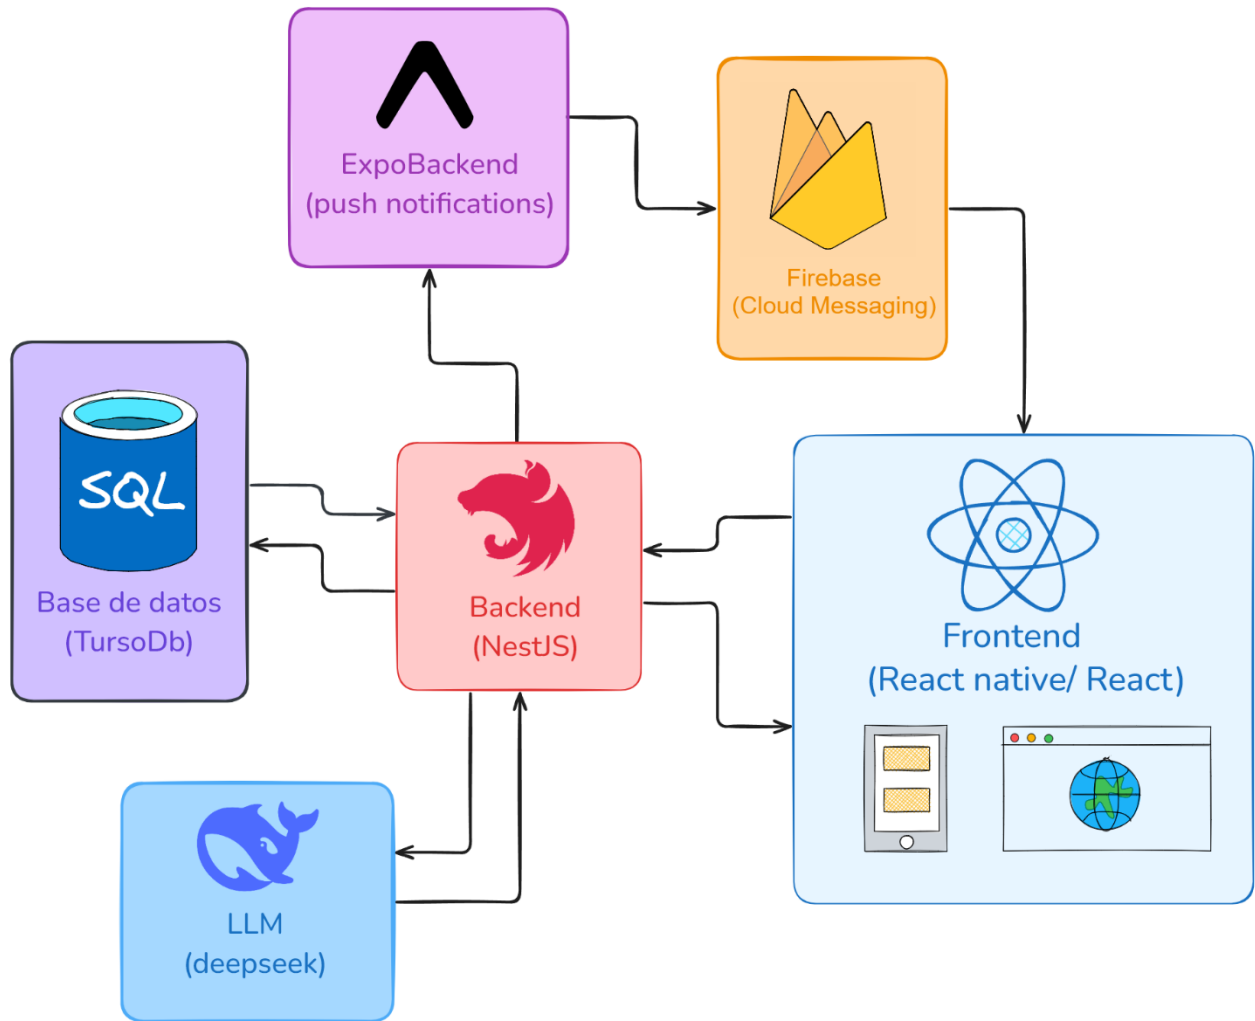 ExpoBackend
(push notifications)
Firebase
(Cloud Messaging)
SQL
Base de datos
(TursoDb)
Backend
(NestJS)
Frontend
(React native/ React)
LLM
(deepseek)